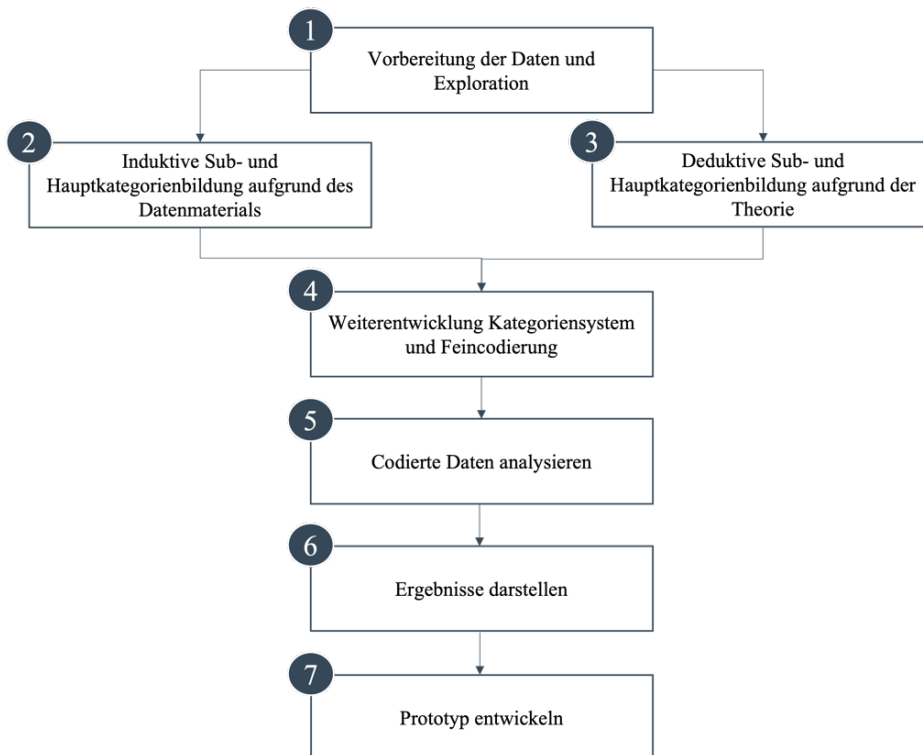 1
Vorbereitung der Daten und
Exploration
2
Induktive Sub- und
Hauptkategorienbildung aufgrund des
Datenmaterials
3
Deduktive Sub- und
Hauptkategorienbildung aufgrund der
Theorie
4
Weiterentwicklung Kategoriensystem
und Feincodierung
5
Codierte Daten analysieren
6
Ergebnisse darstellen
7
Prototyp entwickeln